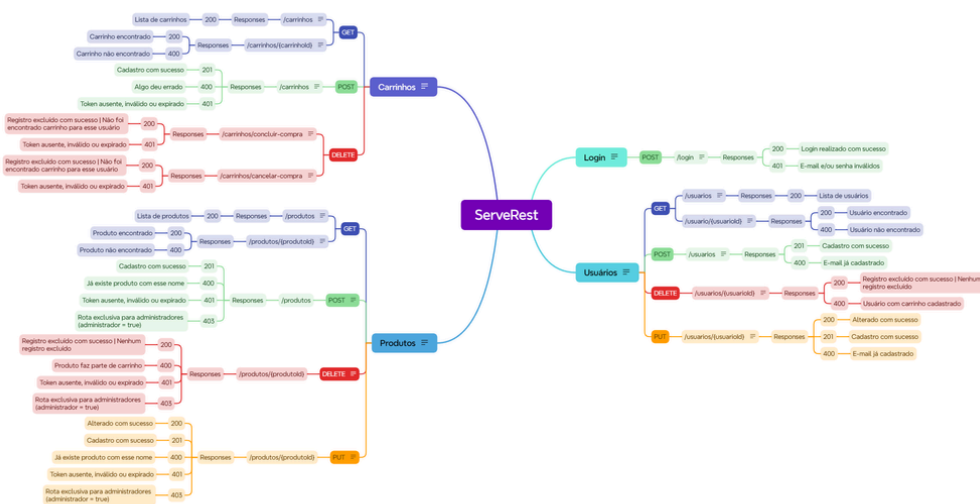 ServeRest
Carrinhos
GET
/carrinhos
Responses
200
Lista de carrinhos
/carrinhos/{carrinhoId}
Responses
200
Carrinho encontrado
400
Carrinho não encontrado
POST
/carrinhos
Responses
201
Cadastro com sucesso
400
Algo deu errado
401
Token ausente, inválido ou expirado
DELETE
/carrinhos/concluir-compra
Responses
200
Registro excluído com sucesso | Não foi
encontrado carrinho para esse usuário
401
Token ausente, inválido ou expirado
/carrinhos/cancelar-compra
Responses
200
Registro excluído com sucesso | Não foi
encontrado carrinho para esse usuário
401
Token ausente, inválido ou expirado
Produtos
GET
/produtos
Responses
200
Lista de produtos
/produtos/{produtoId}
Responses
200
Produto encontrado
400
Produto não encontrado
POST
/produtos
Responses
201
Cadastro com sucesso
400
Já existe produto com esse nome
401
Token ausente, inválido ou expirado
403
Rota exclusiva para administradores
(administrador = true)
DELETE
/produtos/{produtoId}
Responses
200
Registro excluído com sucesso | Nenhum
registro excluído
400
Produto faz parte de carrinho
401
Token ausente, inválido ou expirado
403
Rota exclusiva para administradores
(administrador = true)
PUT
/produtos/{produtoId}
Responses
200
Alterado com sucesso
201
Cadastro com sucesso
400
Já existe produto com esse nome
401
Token ausente, inválido ou expirado
403
Rota exclusiva para administradores
(administrador = true)
Login
POST
/login
Responses
200
Login realizado com sucesso
401
E-mail e/ou senha inválidos
Usuários
GET
/usuarios
Responses
200
Lista de usuários
/usuario/{usuarioId}
Responses
200
Usuário encontrado
400
Usuário não encontrado
POST
/usuarios
Responses
201
Cadastro com sucesso
400
E-mail já cadastrado
DELETE
/usuarios/{usuarioId}
Responses
200
Registro excluído com sucesso | Nenhum
registro excluído
400
Usuário com carrinho cadastrado
PUT
/usuarios/{usuarioId}
Responses
200
Alterado com sucesso
201
Cadastro com sucesso
400
E-mail já cadastrado